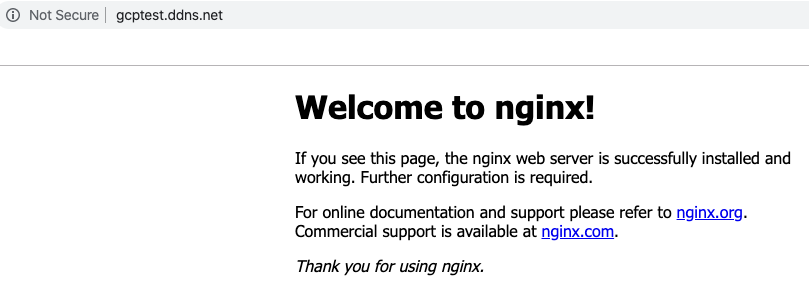 Not Secure gcptest.ddns.net
Welcome to nginx!
If you see this page, the nginx web server is successfully installed and
working. Further configuration is required.
For online documentation and support please refer to nginx.org.
Commercial support is available at nginx.com.
Thank you for using nginx.